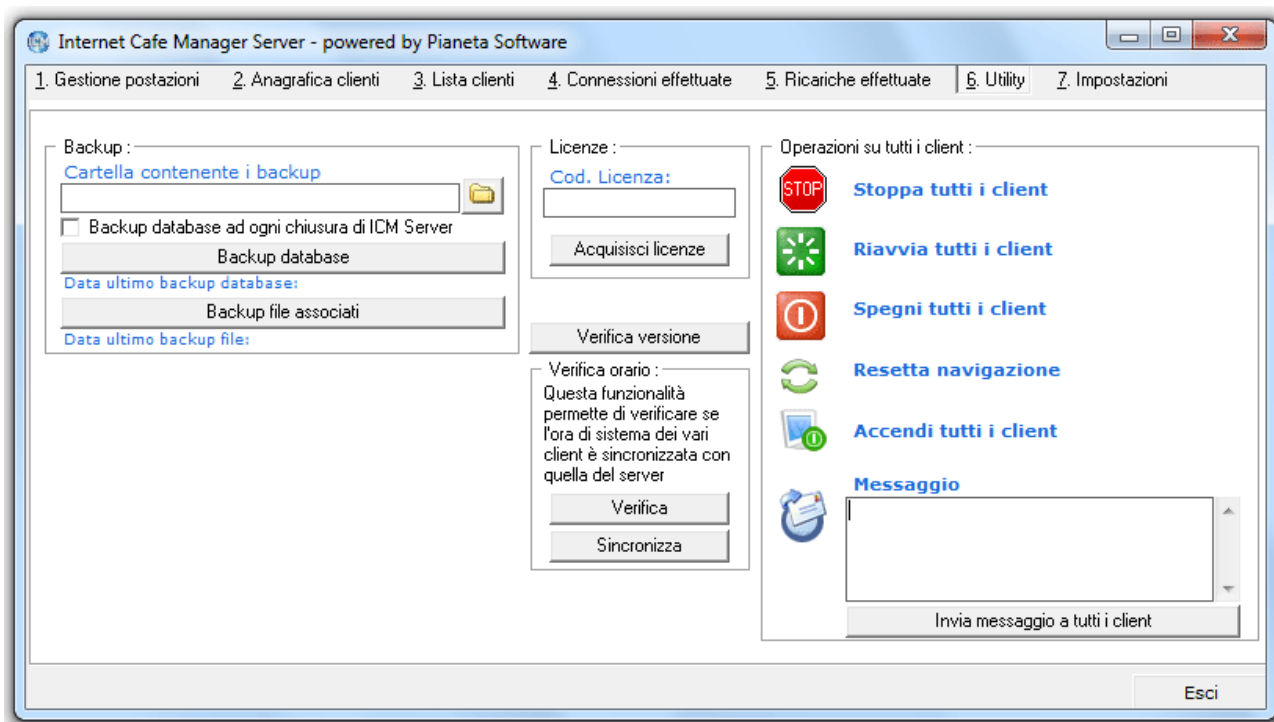 Internet Cafe Manager Server - powered by Pianeta Software
1. Gestione postazioni 2. Anagrafica clienti 3. Lista clienti 4. Connessioni effettuate 5. Ricariche effettuate 6. Utility 7. Impostazioni
Backup :
Cartella contenente i backup
Backup database ad ogni chiusura di ICM Server
Backup database
Data ultimo backup database:
Backup file associati
Data ultimo backup file:
Licenze :
Cod. Licenza:
Acquisisci licenze
Verifica versione
Verifica orario :
Questa funzionalità
permette di verificare se
l'ora di sistema dei vari
client è sincronizzata con
quella del server
Verifica
Sincronizza
Operazioni su tutti i client :
STOP
Stoppa tutti i client
Riavvia tutti i client
Spegni tutti i client
Resetta navigazione
Accendi tutti i client
Messaggio
Invia messaggio a tutti i client
Esci